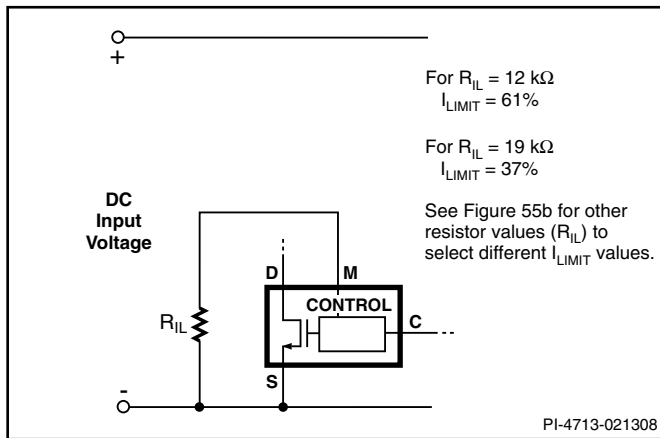 +
For R_IL = 12 kΩ
I_LIMIT = 61%
For R_IL = 19 kΩ
I_LIMIT = 37%
DC
Input
Voltage
See Figure 55b for other
resistor values (R_IL) to
select different I_LIMIT values.
D
M
CONTROL
R_IL
C
S
-
PI-4713-021308